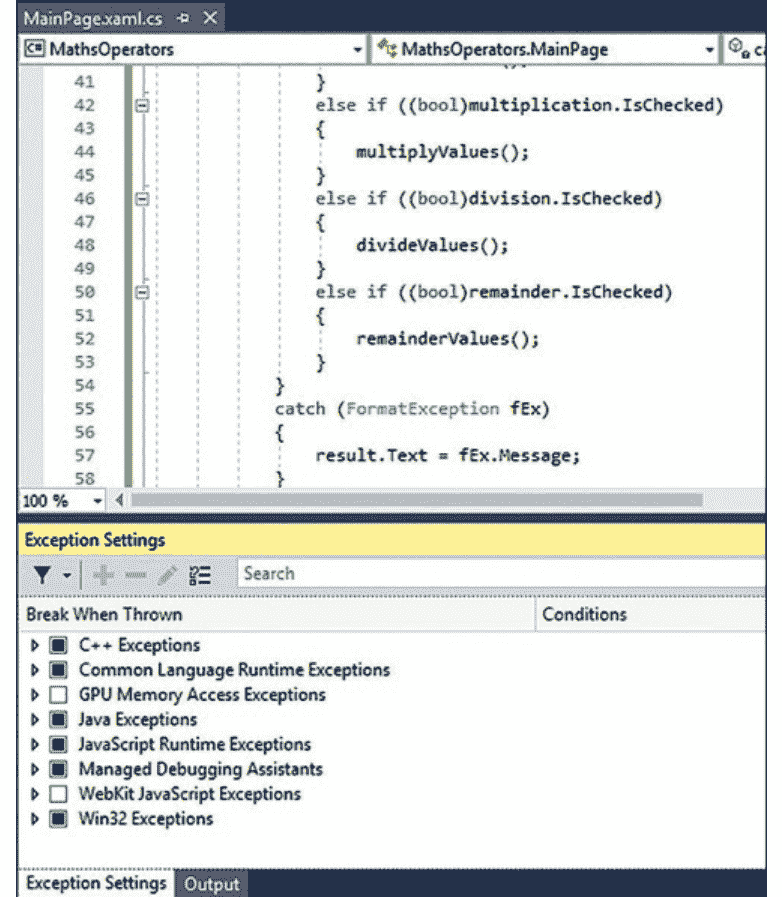 MainPage.xaml.cs
C# MathsOperators MathsOperators.MainPage
41 }
42 else if ((bool)multiplication.IsChecked)
43 {
44 multiplyValues();
45 }
46 else if ((bool)division.IsChecked)
47 {
48 divideValues();
49 }
50 else if ((bool)remainder.IsChecked)
51 {
52 remainderValues();
53 }
54 }
55 catch (FormatException fEx)
56 {
57 result.Text = fEx.Message;
58 }
100 %
Exception Settings
Search
Break When Thrown Conditions
C++ Exceptions
Common Language Runtime Exceptions
GPU Memory Access Exceptions
Java Exceptions
JavaScript Runtime Exceptions
Managed Debugging Assistants
WebKit JavaScript Exceptions
Win32 Exceptions
Exception Settings Output